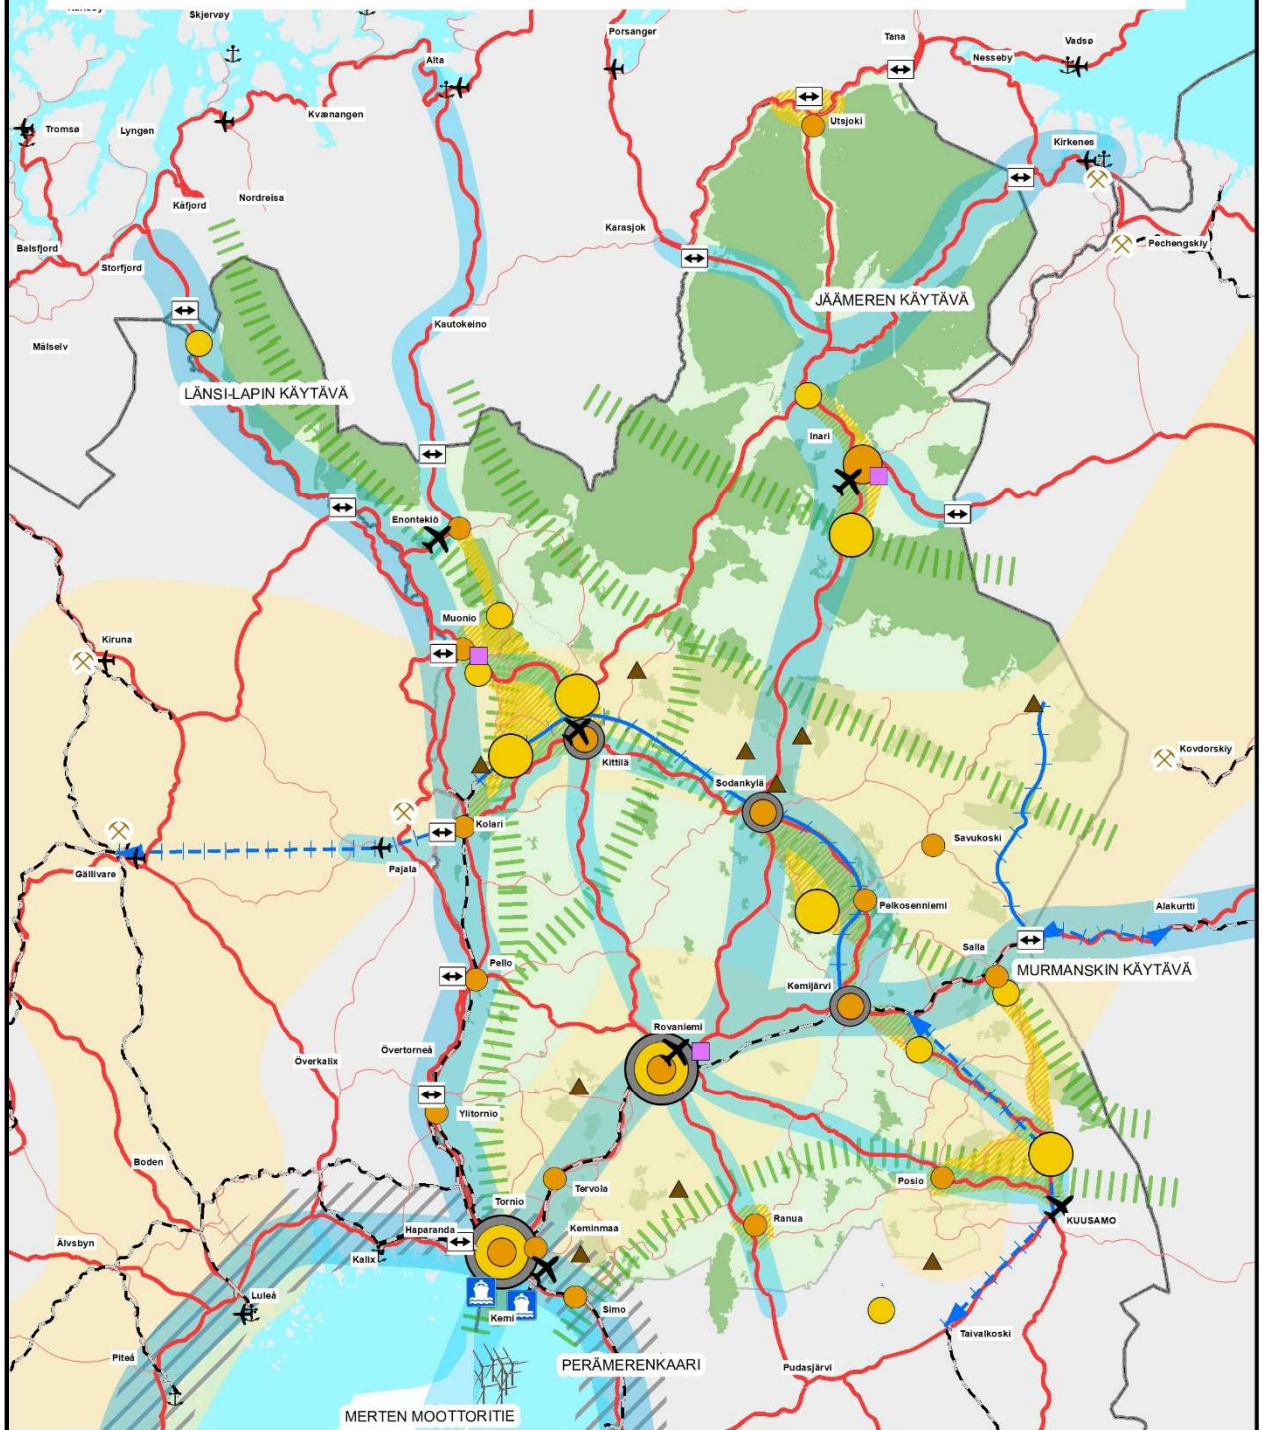 Skjervøy
Porsanger
Tana
Vadsø
Nesseby
Alta
Kvænangen
Tromsø
Lyngen
Utsjoki
Kirkenes
Nordreisa
Kåfjord
Karasjok
Balsfjord
Storfjord
Pechengskiy
JÄÄMEREN KÄYTÄVÄ
Kautokeino
Målselv
LÄNSI-LAPIN KÄYTÄVÄ
Inari
Enontekiö
Muonio
Kiruna
Kovdorskiy
Kittilä
Sodankylä
Kolari
Savukoski
Gällivare
Pajala
Pelkosenniemi
Alakurtti
Salla
Pello
MURMANSKIN KÄYTÄVÄ
Kemijärvi
Rovaniemi
Övertorneå
Överkalix
Ylitornio
Boden
Posio
Tervola
Tornio
Ranua
KUUSAMO
Haparanda
Keminmaa
Älvsbyn
Kalix
Luleå
Simo
Kemi
Taivalkoski
Piteå
PERÄMERENKAARI
Pudasjärvi
MERTEN MOOTTORITIE